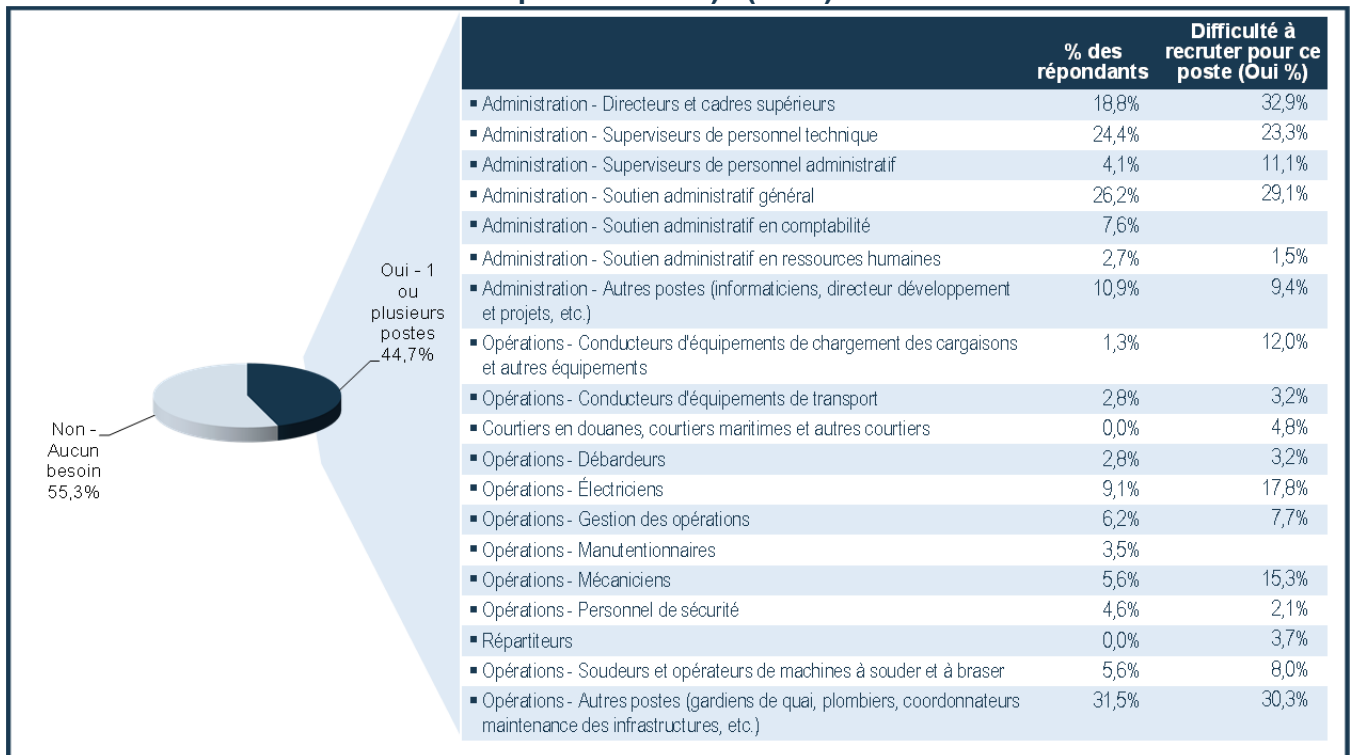 % des répondants
Difficulté à recruter pour ce poste (Oui %)
▪ Administration - Directeurs et cadres supérieurs 18,8% 32,9%
▪ Administration - Superviseurs de personnel technique 24,4% 23,3%
▪ Administration - Superviseurs de personnel administratif 4,1% 11,1%
▪ Administration - Soutien administratif général 26,2% 29,1%
▪ Administration - Soutien administratif en comptabilité 7,6%
▪ Administration - Soutien administratif en ressources humaines 2,7% 1,5%
▪ Administration - Autres postes (informaticiens, directeur développement 10,9% 9,4%
et projets, etc.)
▪ Opérations - Conducteurs d'équipements de chargement des cargaisons 1,3% 12,0%
et autres équipements
▪ Opérations - Conducteurs d'équipements de transport 2,8% 3,2%
▪ Courtiers en douanes, courtiers maritimes et autres courtiers 0,0% 4,8%
▪ Opérations - Débardeurs 2,8% 3,2%
▪ Opérations - Électriciens 9,1% 17,8%
▪ Opérations - Gestion des opérations 6,2% 7,7%
▪ Opérations - Manutentionnaires 3,5%
▪ Opérations - Mécaniciens 5,6% 15,3%
▪ Opérations - Personnel de sécurité 4,6% 2,1%
▪ Répartiteurs 0,0% 3,7%
▪ Opérations - Soudeurs et opérateurs de machines à souder et à braser 5,6% 8,0%
▪ Opérations - Autres postes (gardiens de quai, plombiers, coordonnateurs 31,5% 30,3%
maintenance des infrastructures, etc.)
Oui - 1
ou
plusieurs
postes
44,7%
Non -
Aucun
besoin
55,3%